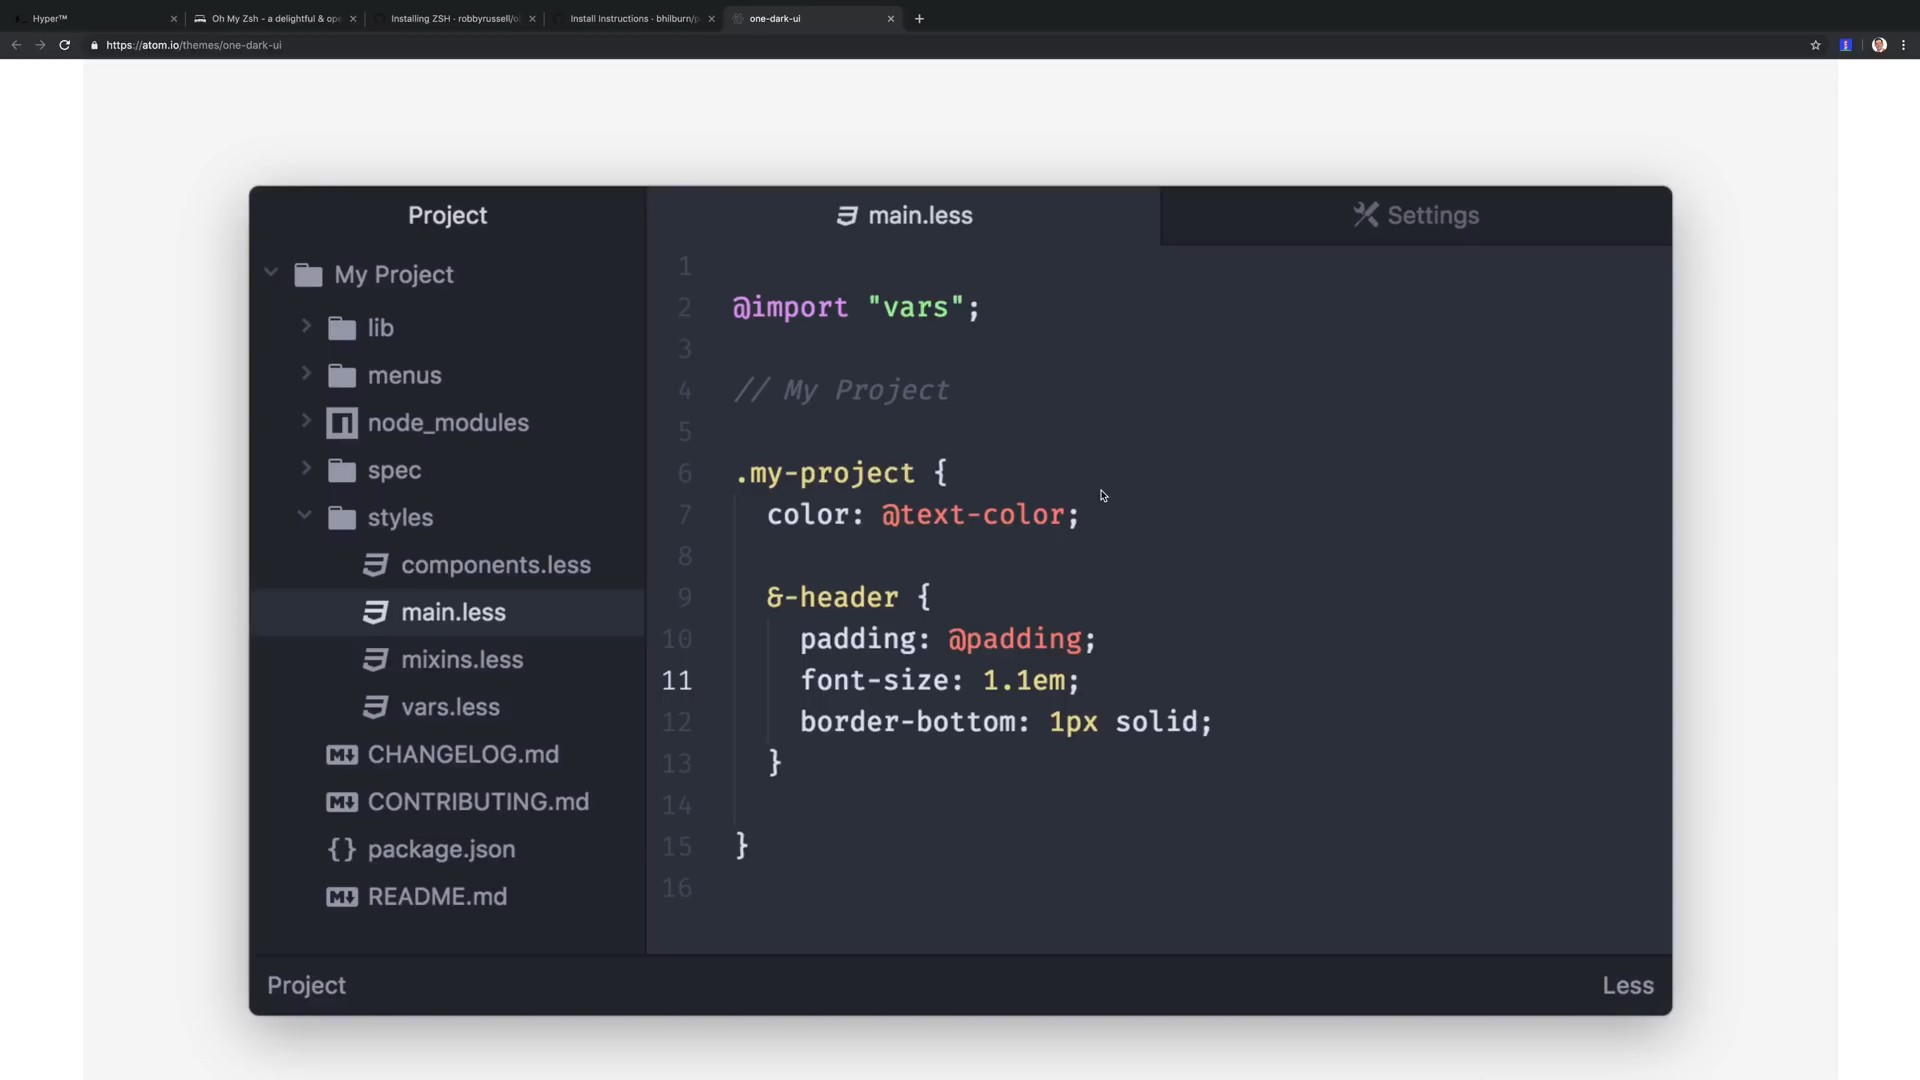 Hyper™
Oh My Zsh - a delightful & ope
Installing ZSH · robbyrussell/o
Install Instructions · bhilburn/p
one-dark-ui
https://atom.io/themes/one-dark-ui
Project
main.less
Settings
My Project
lib
menus
node_modules
spec
styles
components.less
main.less
mixins.less
vars.less
CHANGELOG.md
CONTRIBUTING.md
package.json
README.md
1
2 @import "vars";
3
4 // My Project
5
6 .my-project {
7 color: @text-color;
8
9 &-header {
10 padding: @padding;
11 font-size: 1.1em;
12 border-bottom: 1px solid;
13 }
14
15 }
16
Project
Less